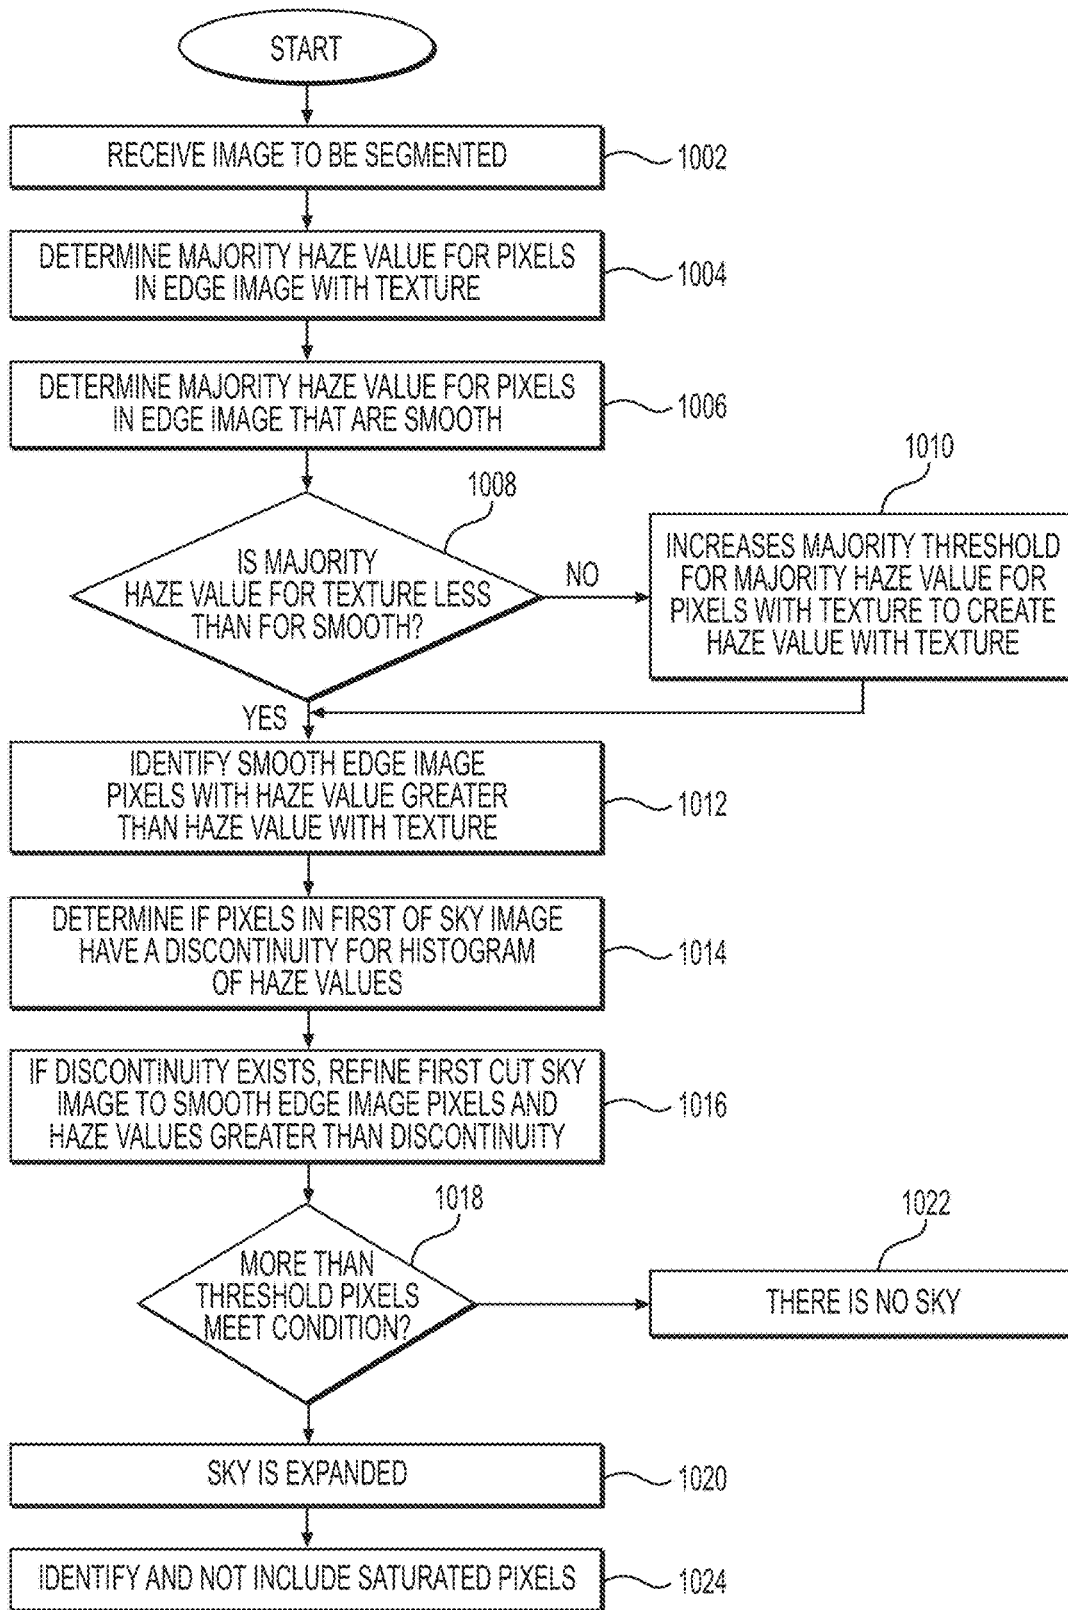 START
RECEIVE IMAGE TO BE SEGMENTED
1002
DETERMINE MAJORITY HAZE VALUE FOR PIXELS
IN EDGE IMAGE WITH TEXTURE
1004
DETERMINE MAJORITY HAZE VALUE FOR PIXELS
IN EDGE IMAGE THAT ARE SMOOTH
1006
1008
IS MAJORITY
HAZE VALUE FOR TEXTURE LESS
THAN FOR SMOOTH?
NO
1010
INCREASES MAJORITY THRESHOLD
FOR MAJORITY HAZE VALUE FOR
PIXELS WITH TEXTURE TO CREATE
HAZE VALUE WITH TEXTURE
YES
IDENTIFY SMOOTH EDGE IMAGE
PIXELS WITH HAZE VALUE GREATER
THAN HAZE VALUE WITH TEXTURE
1012
DETERMINE IF PIXELS IN FIRST OF SKY IMAGE
HAVE A DISCONTINUITY FOR HISTOGRAM
OF HAZE VALUES
1014
IF DISCONTINUITY EXISTS, REFINE FIRST CUT SKY
IMAGE TO SMOOTH EDGE IMAGE PIXELS AND
HAZE VALUES GREATER THAN DISCONTINUITY
1016
1018
MORE THAN
THRESHOLD PIXELS
MEET CONDITION?
1022
THERE IS NO SKY
SKY IS EXPANDED
1020
IDENTIFY AND NOT INCLUDE SATURATED PIXELS
1024